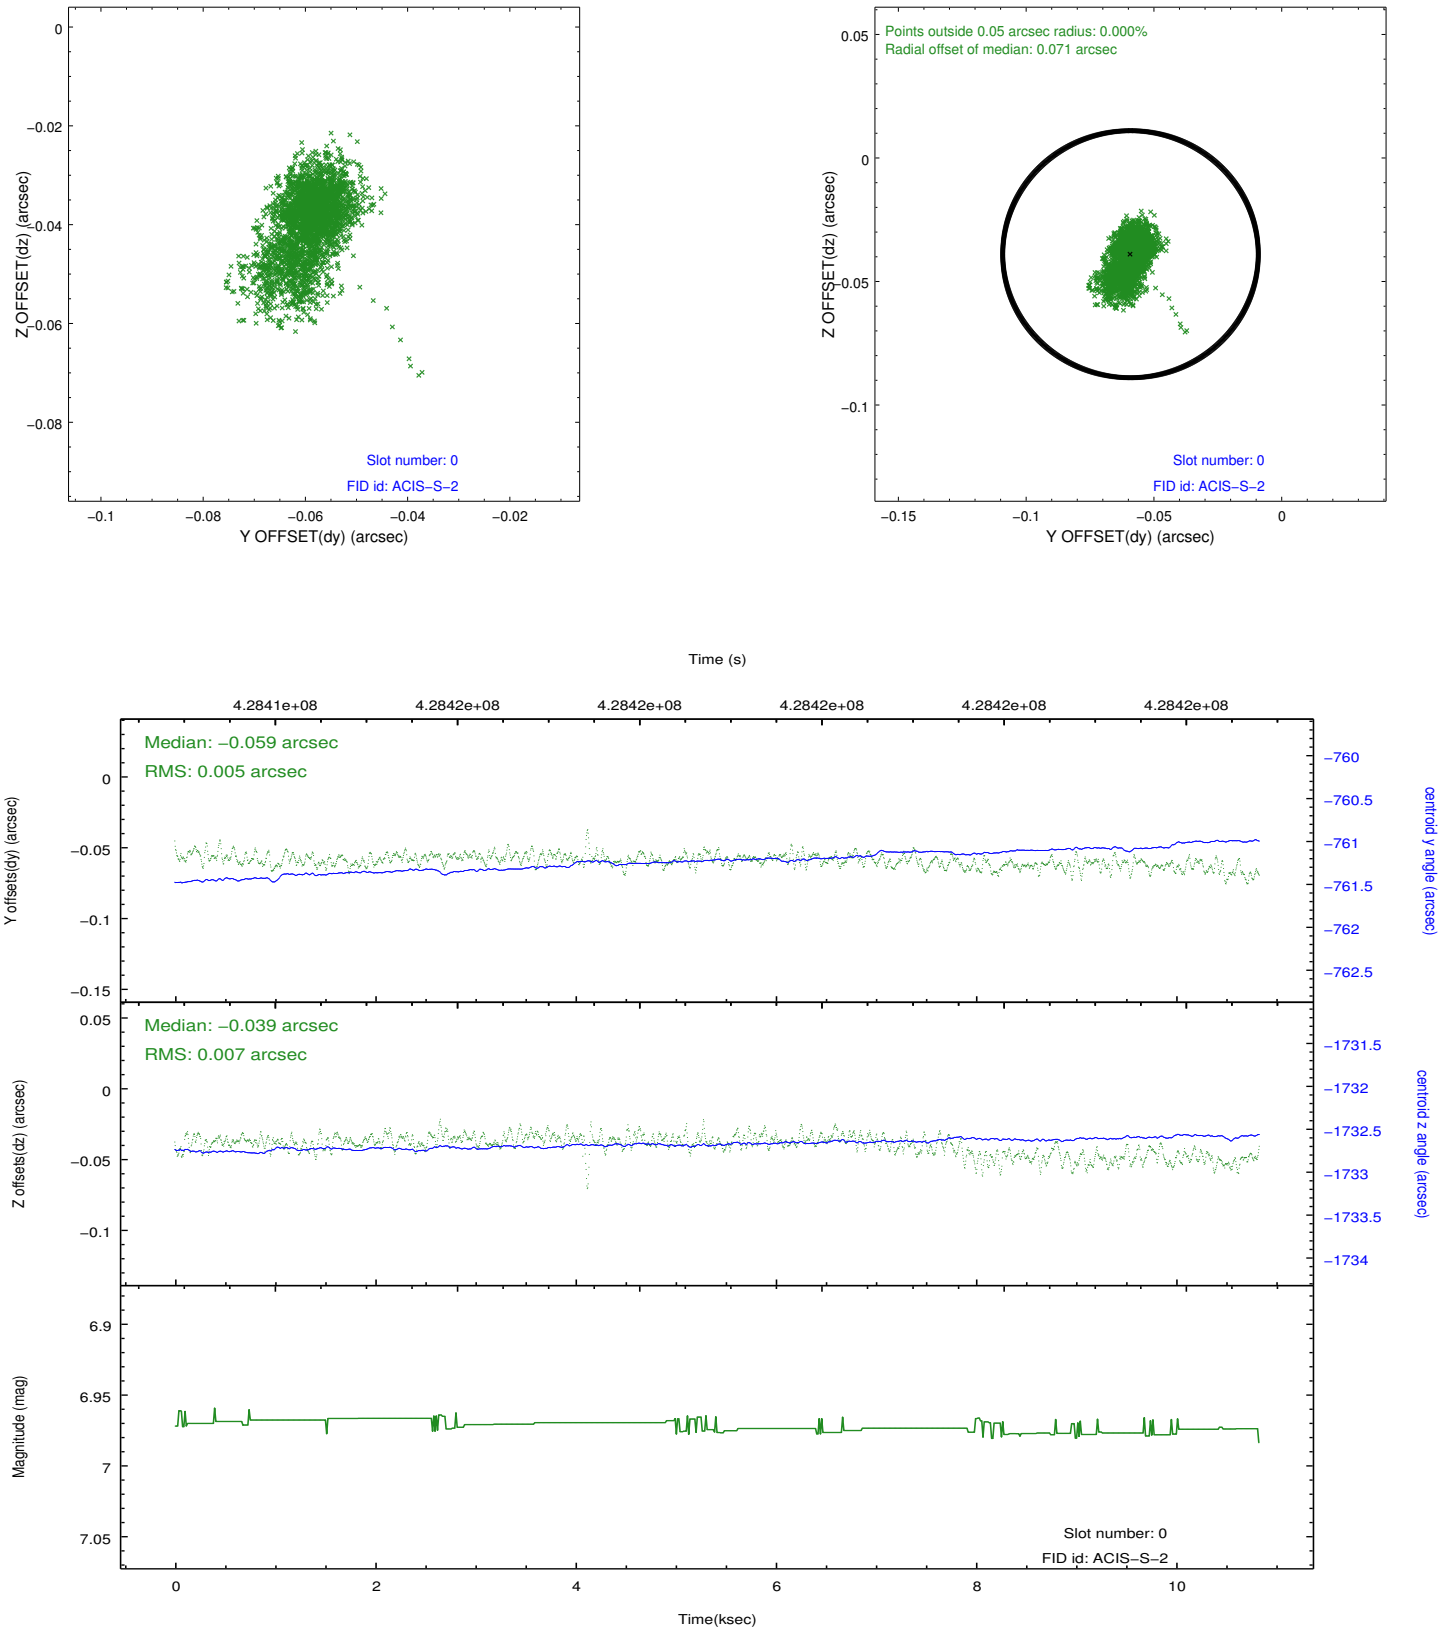 0
−0.02
−0.04
−0.06
−0.08
Z OFFSET(dz) (arcsec)
Slot number: 0
FID id: ACIS−S−2
−0.1
−0.08
−0.06
−0.04
−0.02
Y OFFSET(dy) (arcsec)
Points outside 0.05 arcsec radius: 0.000%
Radial offset of median: 0.071 arcsec
0.05
0
−0.05
−0.1
Z OFFSET(dz) (arcsec)
Slot number: 0
FID id: ACIS−S−2
−0.15
−0.1
−0.05
0
Y OFFSET(dy) (arcsec)
Time (s)
4.2841e+08
4.2842e+08
4.2842e+08
4.2842e+08
4.2842e+08
4.2842e+08
Median: −0.059 arcsec
RMS: 0.005 arcsec
0
−0.05
−0.1
−0.15
Y offsets(dy) (arcsec)
−760
−760.5
−761
−761.5
−762
−762.5
centroid y angle (arcsec)
Median: −0.039 arcsec
RMS: 0.007 arcsec
0.05
0
−0.05
−0.1
Z offsets(dz) (arcsec)
−1731.5
−1732
−1732.5
−1733
−1733.5
−1734
centroid z angle (arcsec)
6.9
6.95
7
7.05
Magnitude (mag)
Slot number: 0
FID id: ACIS−S−2
0
2
4
6
8
10
Time(ksec)